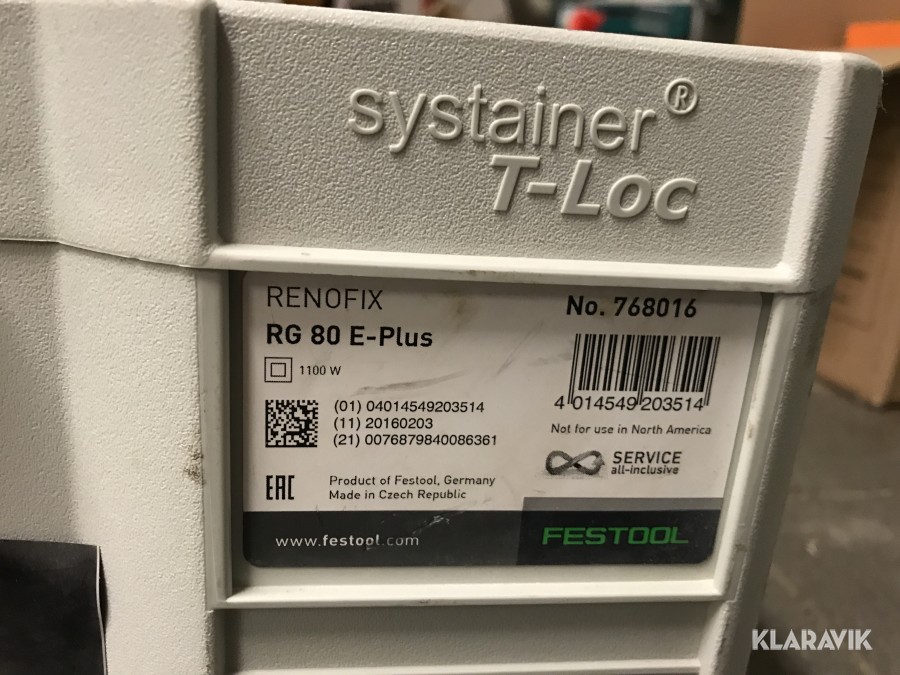 systainer®
T-Loc
RENOFIX
No. 768016
RG 80 E-Plus
1100 W
(01) 04014549203514
(11) 20160203
(21) 0076879840086361
4 014549 203514
Not for use in North America
SERVICE
all-inclusive
EAC
Product of Festool, Germany
Made in Czech Republic
www.festool.com
FESTOOL
KLARAVIK